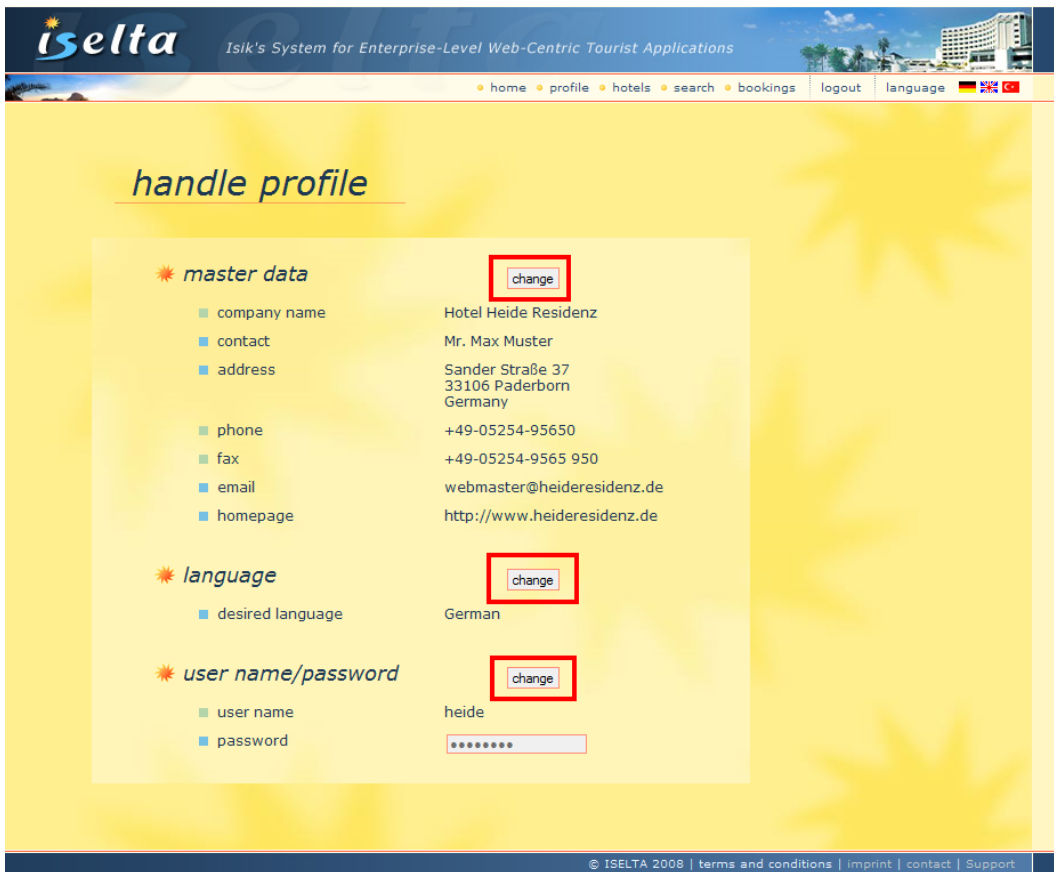 iselta Isik's System for Enterprise-Level Web-Centric Tourist Applications
home profile hotels search bookings logout language
handle profile
master data change
company name Hotel Heide Residenz
contact Mr. Max Muster
address Sander Straße 37
33106 Paderborn
Germany
phone +49-05254-95650
fax +49-05254-9565 950
email webmaster@heideresidenz.de
homepage http://www.heideresidenz.de
language change
desired language German
user name/password change
user name heide
password ••••••••
© ISELTA 2008 | terms and conditions | imprint | contact | Support